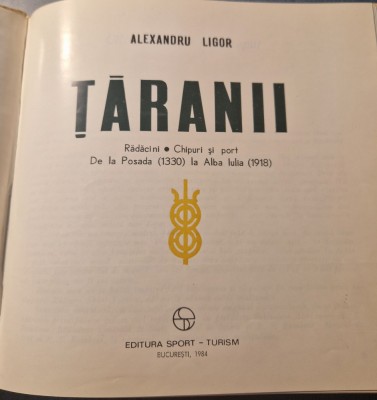 ALEXANDRU LIGOR
ȚĂRANII
Rădăcini • Chipuri și port
De la Posada (1330) la Alba Iulia (1918)
EDITURA SPORT – TURISM
BUCUREȘTI, 1984